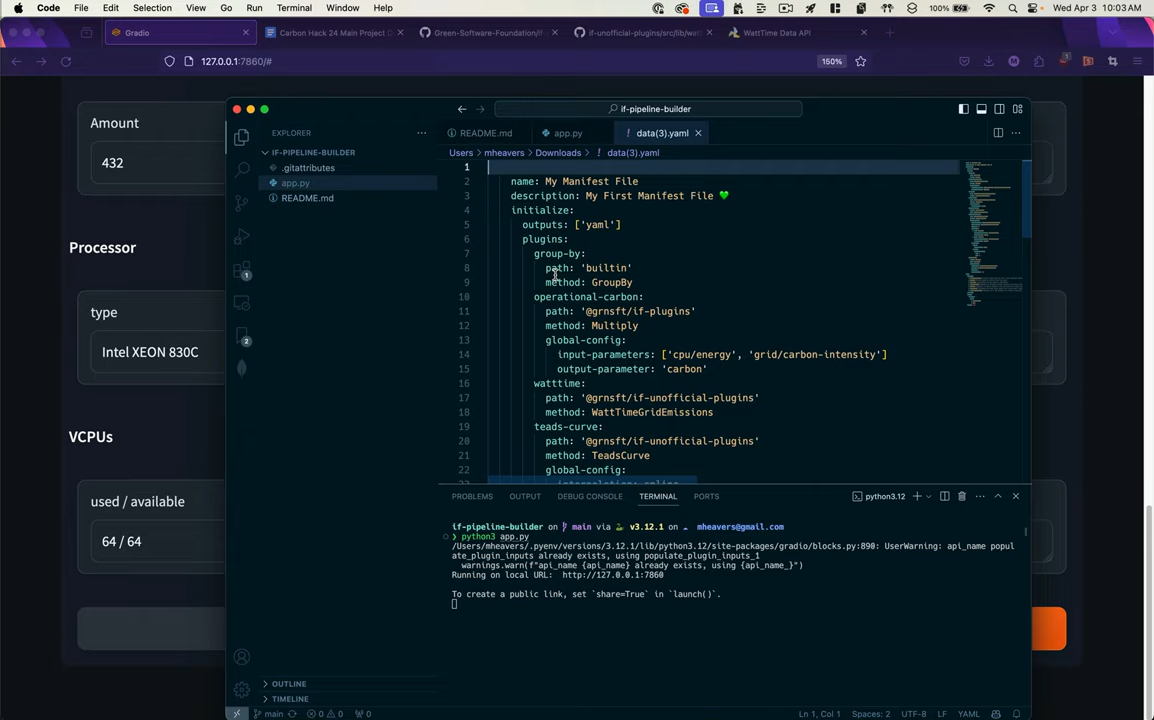 Code File Edit Selection View Go Run Terminal Window Help
100% Wed Apr 3 10:03 AM
Gradio
Carbon Hack 24 Main Project D
Green-Software-Foundation/if
if-unofficial-plugins/src/lib/wat
WattTime Data API
127.0.0.1:7860/#
150%
Amount
432
Processor
type
Intel XEON 830C
VCPUs
used / available
64 / 64
if-pipeline-builder
EXPLORER
IF-PIPELINE-BUILDER
.gitattributes
app.py
README.md
1
2
OUTLINE
TIMELINE
README.md
app.py
! data(3).yaml
Users > mheavers > Downloads > ! data(3).yaml
1
2 name: My Manifest File
3 description: My First Manifest File 💚
4 initialize:
5 outputs: ['yaml']
6 plugins:
7 group-by:
8 path: 'builtin'
9 method: GroupBy
10 operational-carbon:
11 path: '@grnsft/if-plugins'
12 method: Multiply
13 global-config:
14 input-parameters: ['cpu/energy', 'grid/carbon-intensity']
15 output-parameter: 'carbon'
16 watttime:
17 path: '@grnsft/if-unofficial-plugins'
18 method: WattTimeGridEmissions
19 teads-curve:
20 path: '@grnsft/if-unofficial-plugins'
21 method: TeadsCurve
22 global-config:
PROBLEMS OUTPUT DEBUG CONSOLE TERMINAL PORTS
python3.12
if-pipeline-builder on main via v3.12.1 on mheavers@gmail.com
❯ python3 app.py
/Users/mheavers/.pyenv/versions/3.12.1/lib/python3.12/site-packages/gradio/blocks.py:890: UserWarning: api_name popul
ate_plugin_inputs already exists, using populate_plugin_inputs_1
warnings.warn(f"api_name {api_name} already exists, using {api_name_}")
Running on local URL: http://127.0.0.1:7860
To create a public link, set `share=True` in `launch()`.
main 0 0 0
Ln 1, Col 1 Spaces: 2 UTF-8 LF YAML